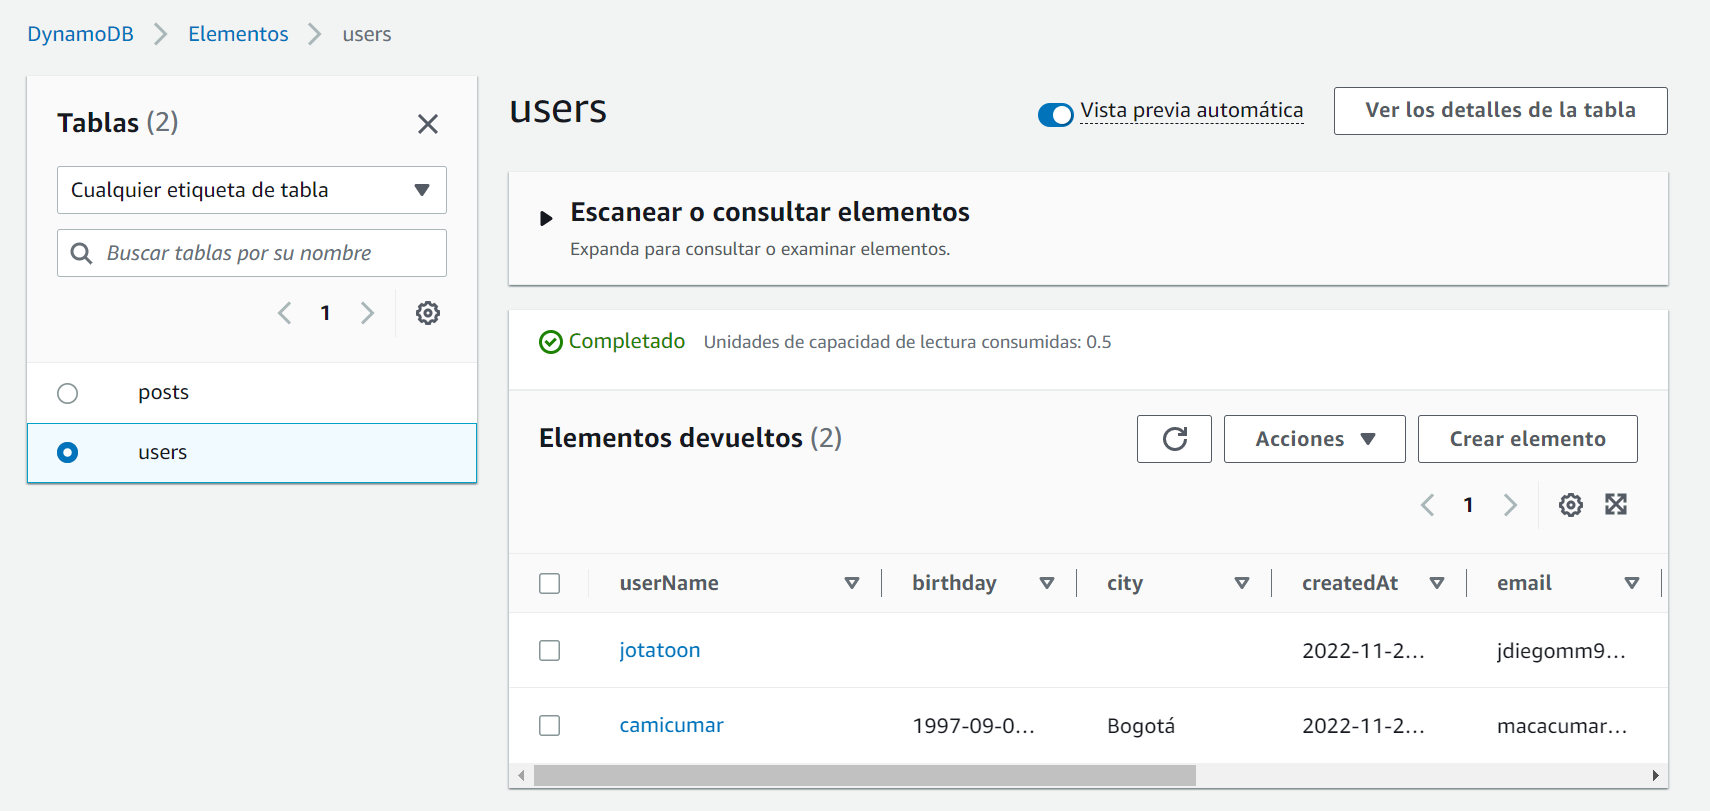 DynamoDB Elementos users
Tablas (2)
Cualquier etiqueta de tabla
Buscar tablas por su nombre
1
posts
users
users
Vista previa automática
Ver los detalles de la tabla
Escanear o consultar elementos
Expanda para consultar o examinar elementos.
Completado Unidades de capacidad de lectura consumidas: 0.5
Elementos devueltos (2)
Acciones
Crear elemento
1
userName birthday city createdAt email
jotatoon 2022-11-2... jdiegomm9...
camicumar 1997-09-0... Bogotá 2022-11-2... macacumar...